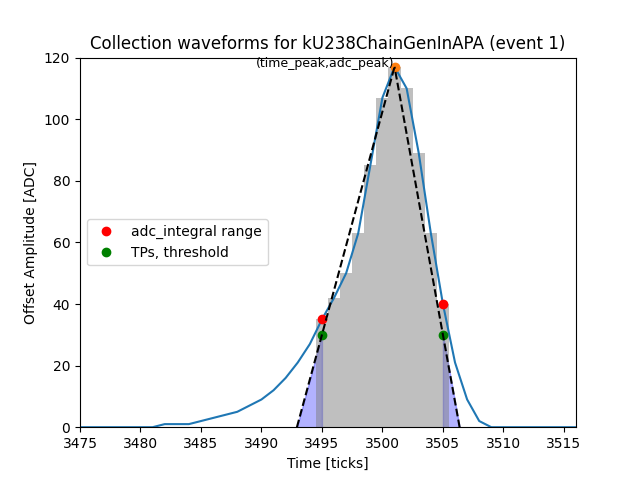 Collection waveforms for kU238ChainGenInAPA (event 1)
(time_peak,adc_peak)
120
100
80
60
40
20
0
Offset Amplitude [ADC]
adc_integral range
TPs, threshold
3475 3480 3485 3490 3495 3500 3505 3510 3515
Time [ticks]